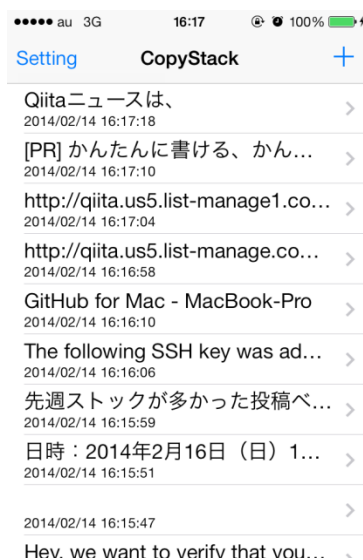 au 3G 16:17 100%
Setting CopyStack +
Qiitaニュースは、
2014/02/14 16:17:18
[PR] かんたんに書ける、かん…
2014/02/14 16:17:10
http://qiita.us5.list-manage1.co…
2014/02/14 16:17:04
http://qiita.us5.list-manage.co…
2014/02/14 16:16:58
GitHub for Mac - MacBook-Pro
2014/02/14 16:16:10
The following SSH key was ad…
2014/02/14 16:16:06
先週ストックが多かった投稿ベ…
2014/02/14 16:15:59
日時：2014年2月16日（日）1…
2014/02/14 16:15:51
2014/02/14 16:15:47
Hey, we want to verify that you…